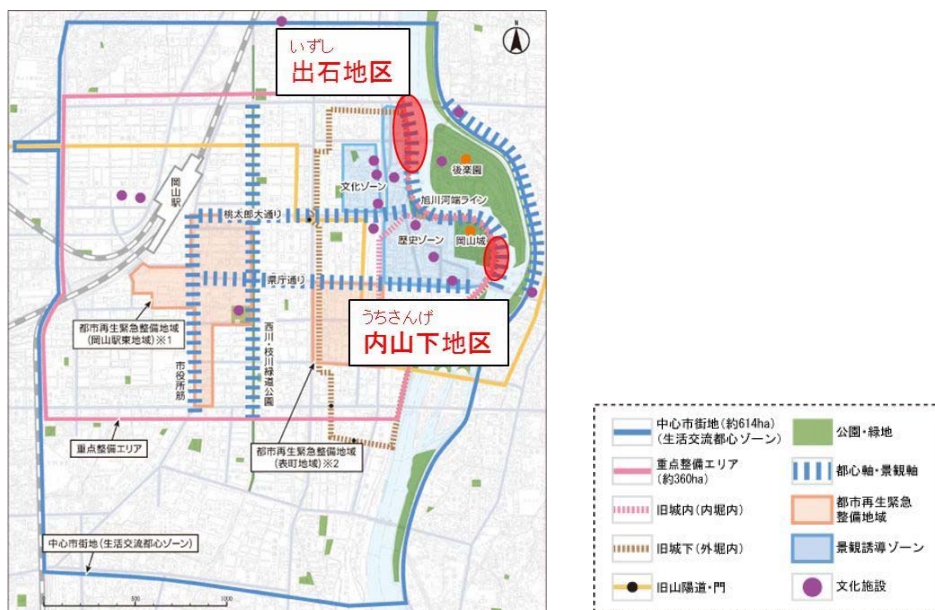 いずし
出石地区
N
岡山駅
文化ゾーン
後楽園
旭川河畔ライン
桃太郎大通り
歴史ゾーン
岡山城
県庁通り
うちさんげ
内山下地区
都市再生緊急整備地域
(岡山駅東地域)※1
市役所筋
西川・枝川緑道公園
重点整備エリア
都市再生緊急整備地域
(表町地域)※2
中心市街地(生活交流都心ゾーン)
0
500
1000
中心市街地(約614ha)
(生活交流都心ゾーン)
重点整備エリア
(約360ha)
旧城内(内堀内)
旧城下(外堀内)
旧山陽道・門
公園・緑地
都心軸・景観軸
都市再生緊急
整備地域
景観誘導ゾーン
文化施設